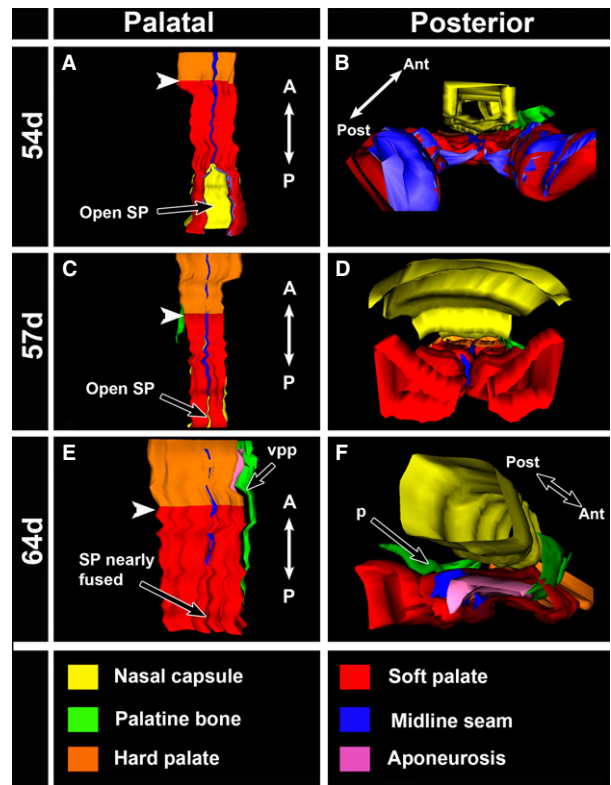 Palatal
Posterior
54d
A
A
P
Open SP
B
Ant
Post
57d
C
A
P
Open SP
D
64d
E
vpp
A
P
SP nearly
fused
F
Post
Ant
p
Nasal capsule
Soft palate
Palatine bone
Midline seam
Hard palate
Aponeurosis